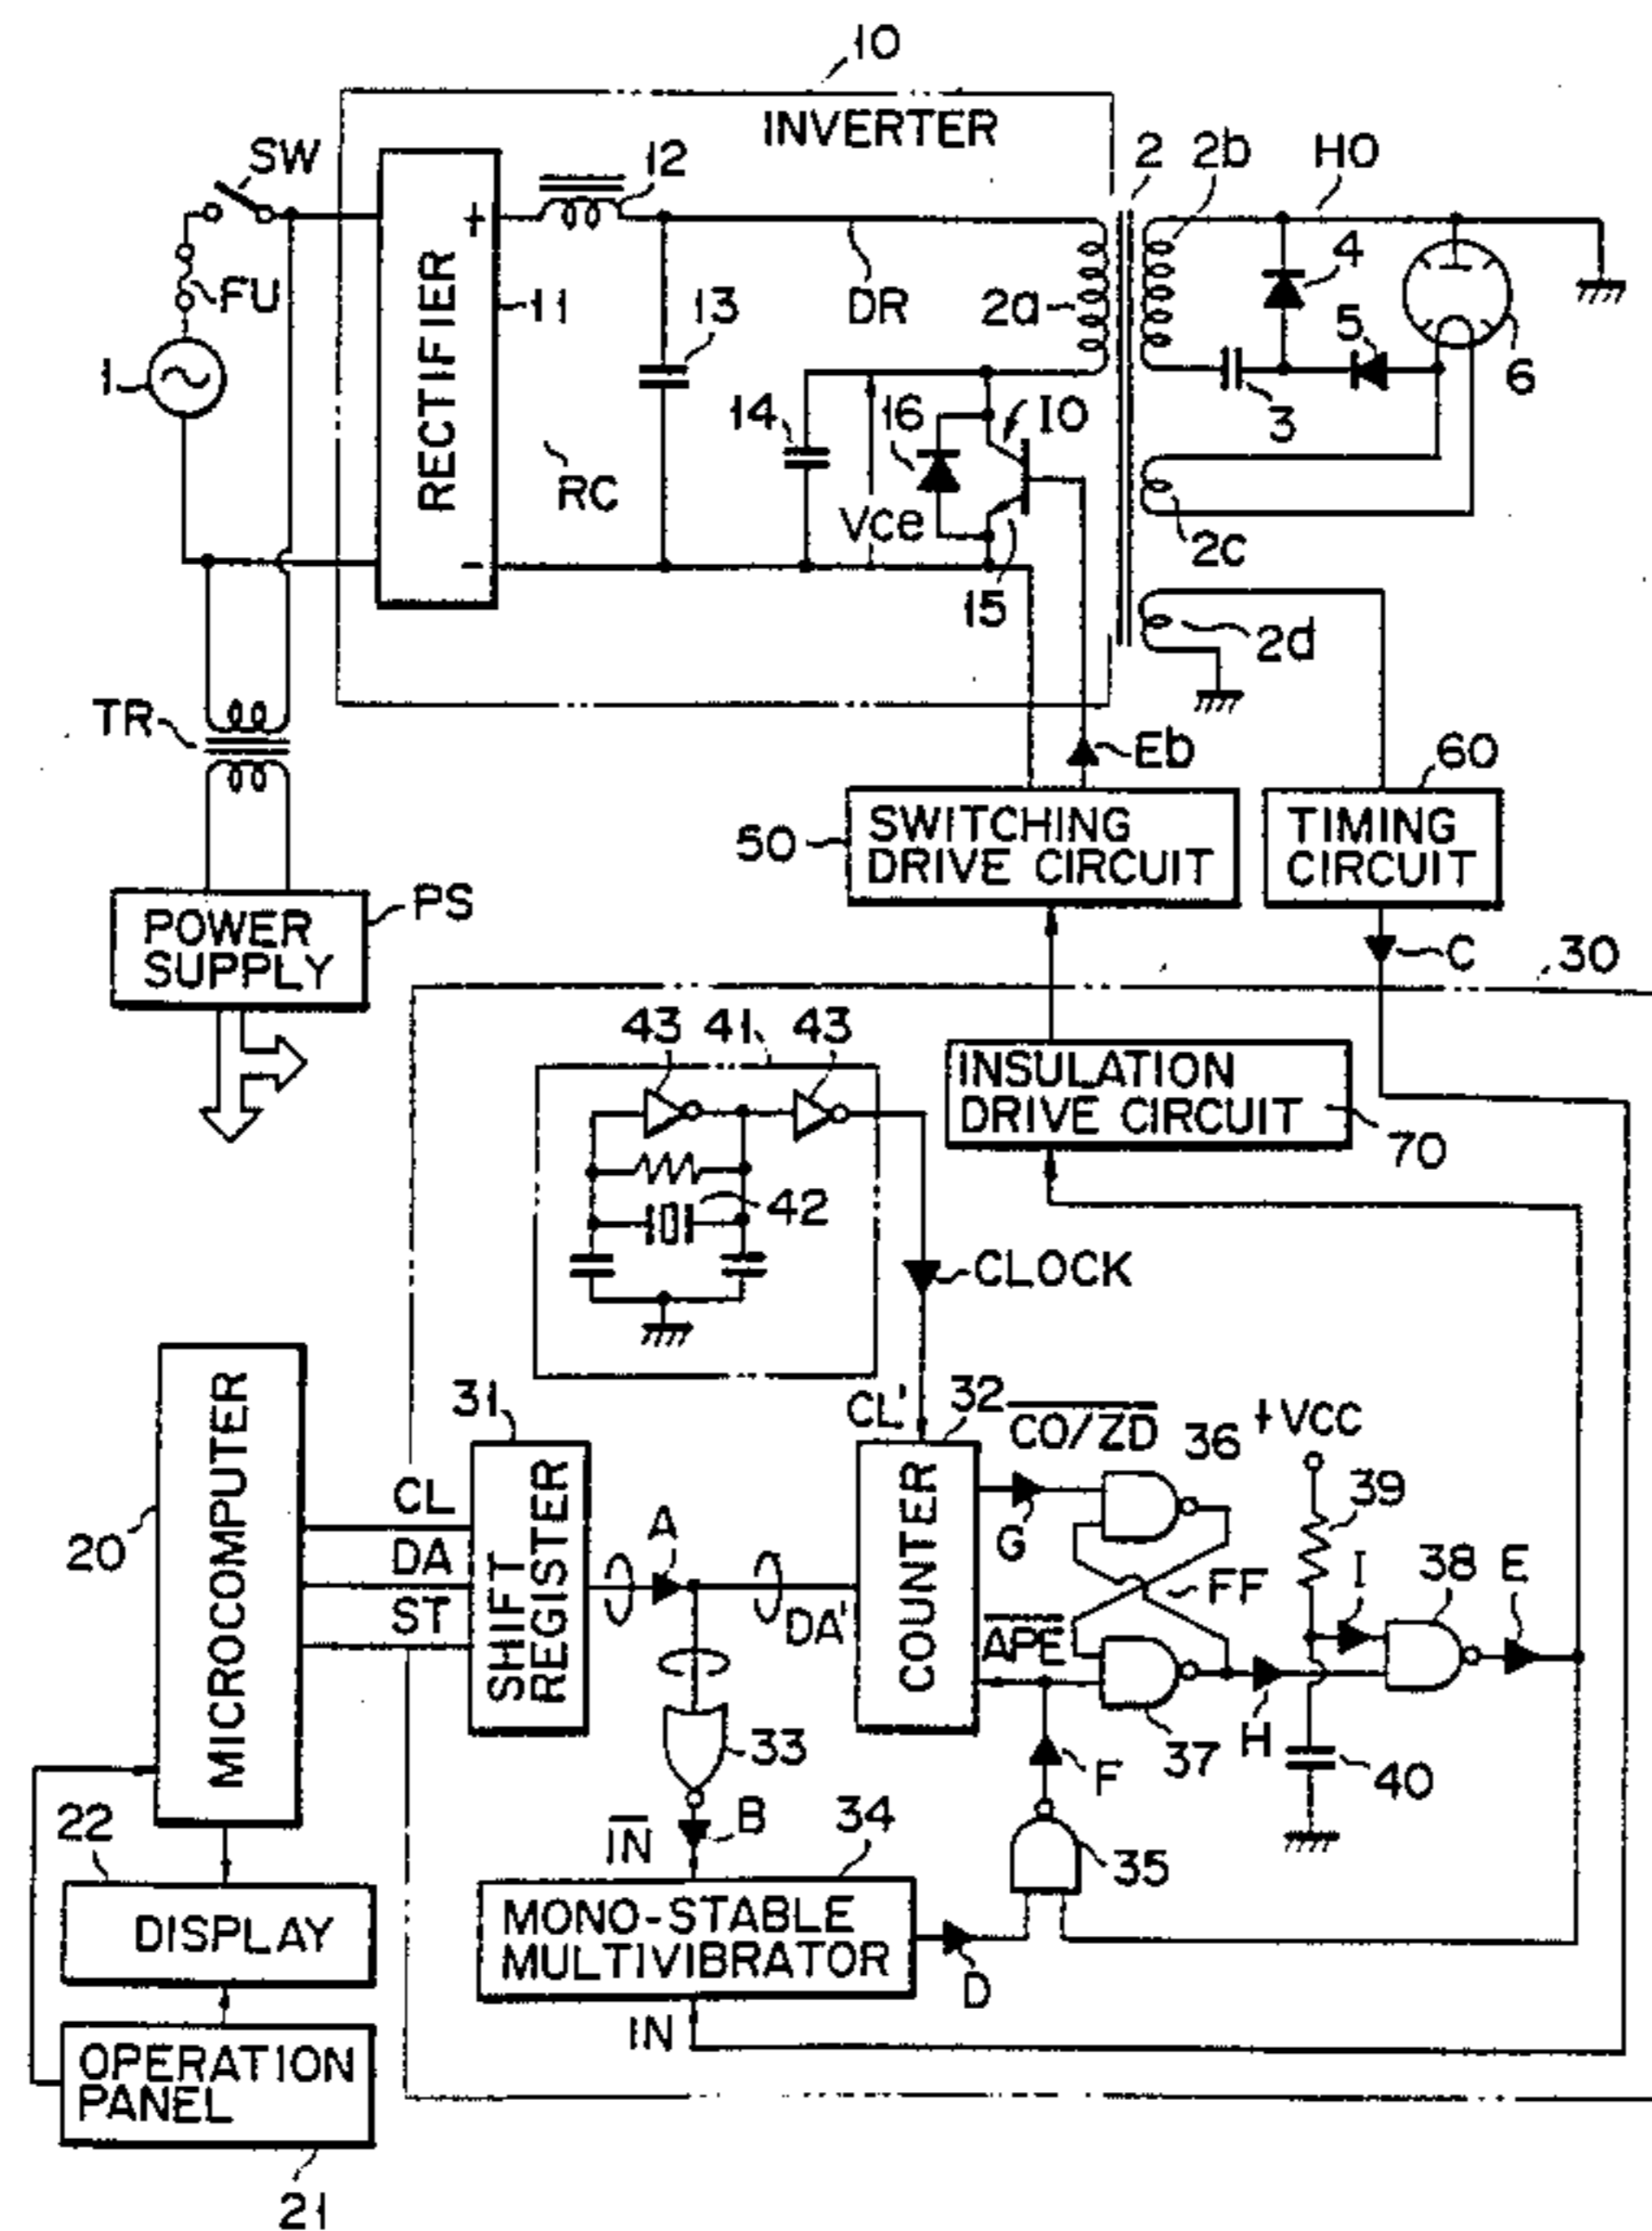 10
INVERTER
SW
12
2
2b
HO
RECTIFIER
+
-
FU
11
13
DR
2a
4
5
6
1
14
16
IO
3
RC
Vce
2c
15
2d
TR
Eb
60
50
SWITCHING
DRIVE CIRCUIT
TIMING
CIRCUIT
PS
POWER
SUPPLY
C
30
43
41
43
INSULATION
DRIVE CIRCUIT
70
42
CLOCK
MICROCOMPUTER
31
CL'
32
CO/ZD
36
+VCC
39
CL
DA
ST
20
SHIFT
REGISTER
A
DA'
COUNTER
G
FF
I
38
E
APE
H
33
F
37
40
22
IN
B
34
35
DISPLAY
MONO-STABLE
MULTIVIBRATOR
D
IN
OPERATION
PANEL
21